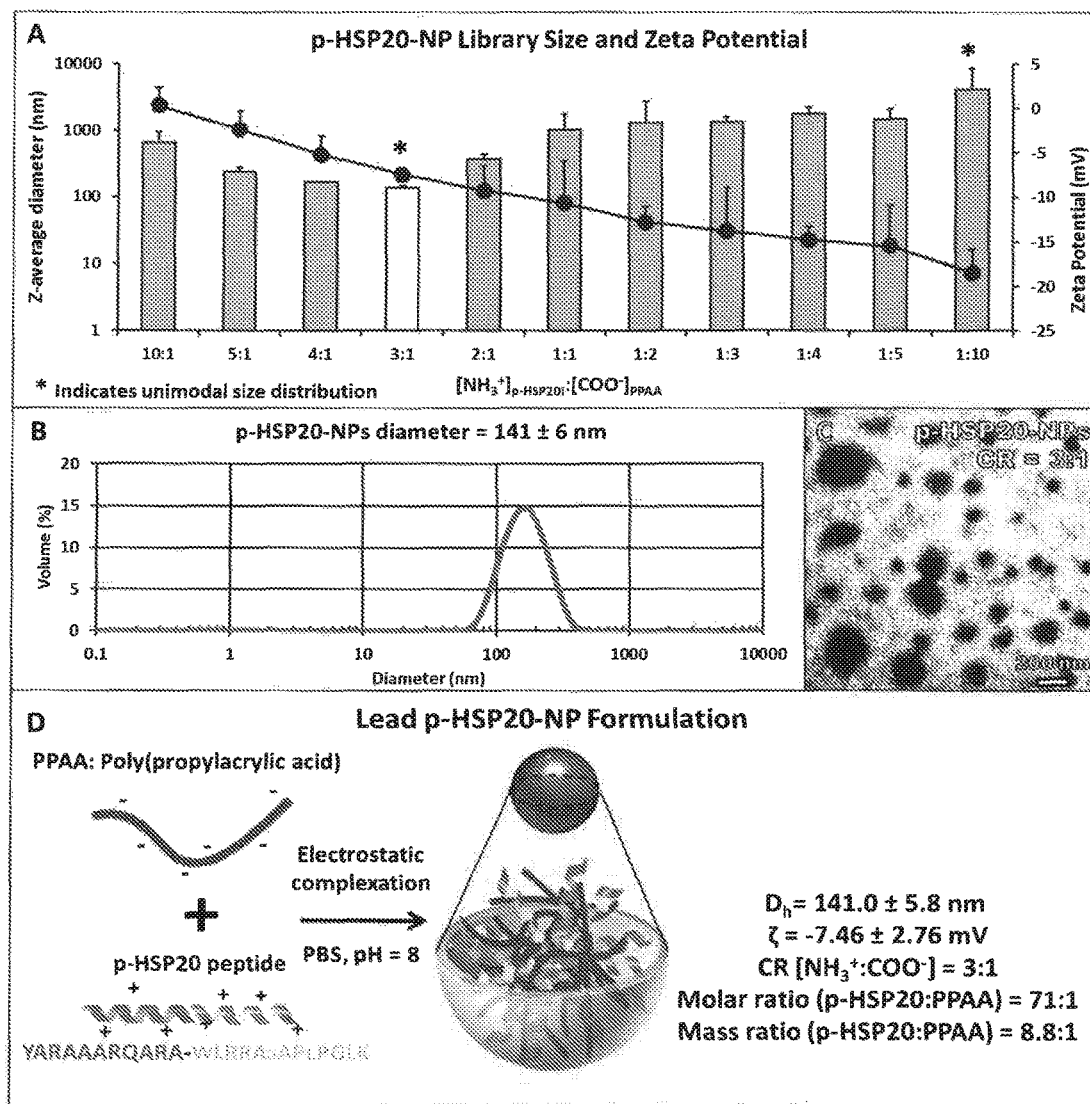 A
p-HSP20-NP Library Size and Zeta Potential
Z-average diameter (nm)
10000
1000
100
10
1
*
*
5
0
-5
-10
-15
-20
-25
Zeta Potential (mV)
10:1 5:1 4:1 3:1 2:1 1:1 1:2 1:3 1:4 1:5 1:10
* Indicates unimodal size distribution
[NH₃⁺]p-HSP20i:[COO⁻]PPAA
B
p-HSP20-NPs diameter = 141 ± 6 nm
Volume (%)
20
15
10
5
0
0.1 1 10 100 1000 10000
Diameter (nm)
C
p-HSP20-NPs
CR = 3:1
200 nm
D
Lead p-HSP20-NP Formulation
PPAA: Poly(propylacrylic acid)
- - - - - - -
+
p-HSP20 peptide
+ + + + + + +
YARAAARQARA-WLRRAsAPLPGLK
Electrostatic
complexation
PBS, pH = 8
Dₕ = 141.0 ± 5.8 nm
ζ = -7.46 ± 2.76 mV
CR [NH₃⁺:COO⁻] = 3:1
Molar ratio (p-HSP20:PPAA) = 71:1
Mass ratio (p-HSP20:PPAA) = 8.8:1